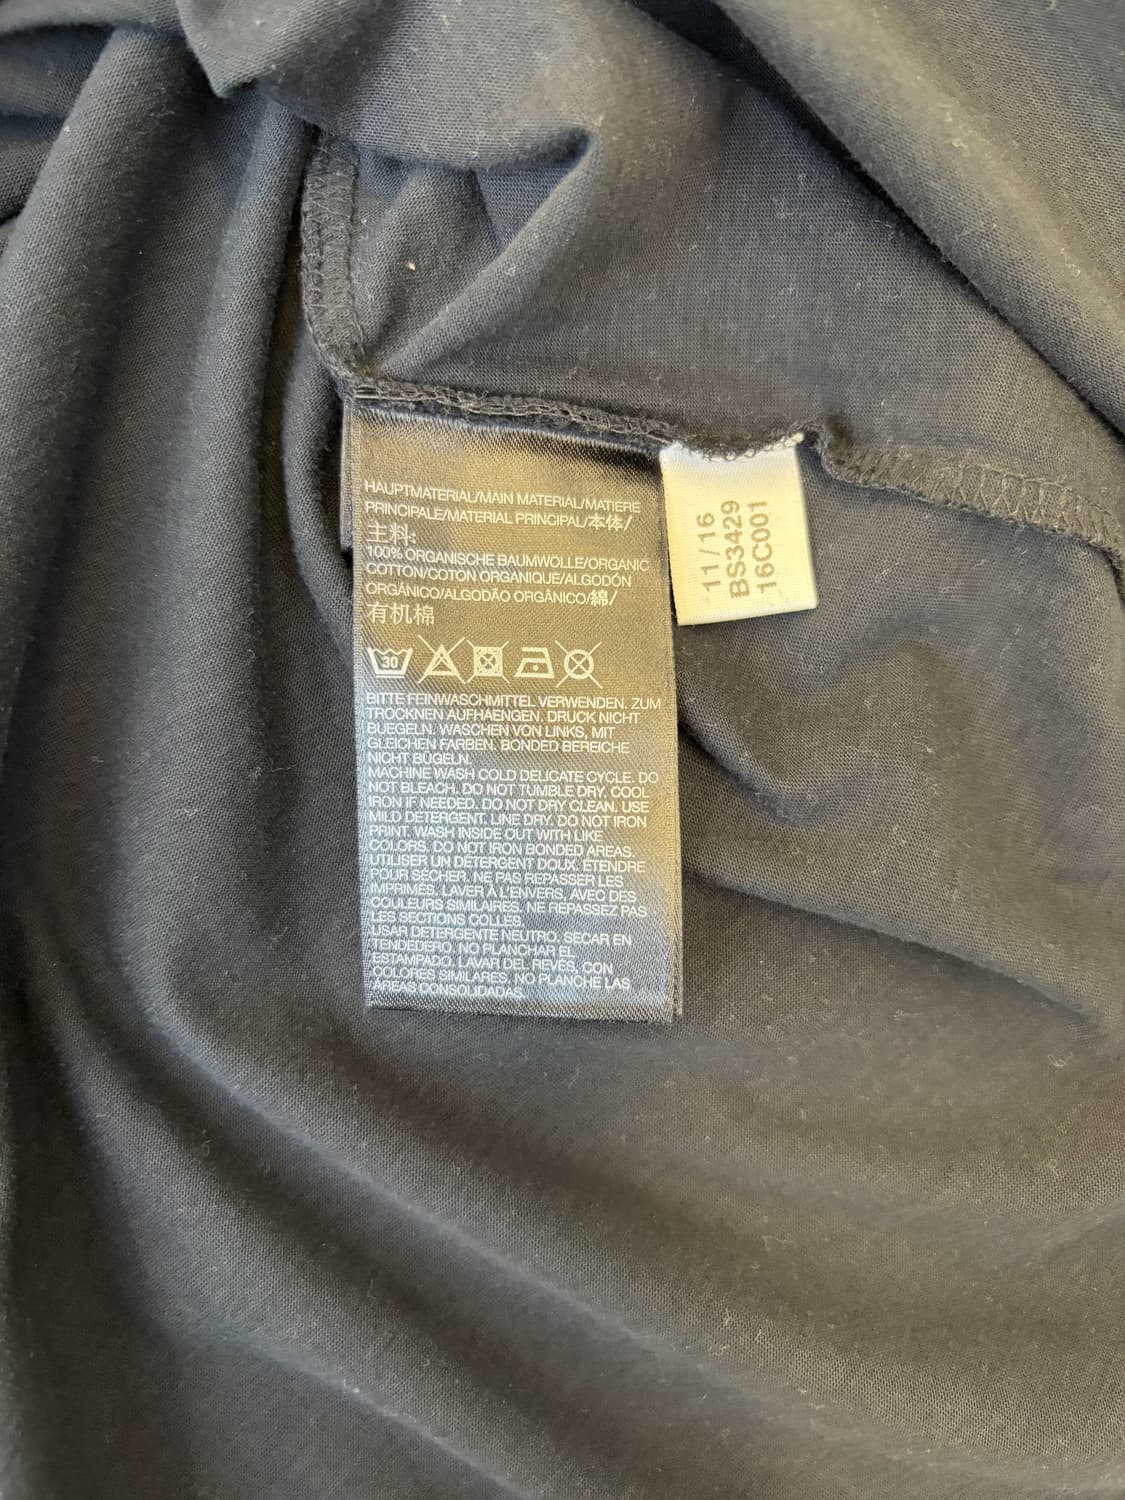 HAUPTMATERIAL/MAIN MATERIAL/MATIERE
PRINCIPALE/MATERIAL PRINCIPAL/本体/
主料:
100% ORGANISCHE BAUMWOLLE/ORGANIC
COTTON/COTON ORGANIQUE/ALGODÓN
ORGÁNICO/ALGODÃO ORGÂNICO/綿/
有机棉
30
BITTE FEINWASCHMITTEL VERWENDEN. ZUM
TROCKNEN AUFHAENGEN. DRUCK NICHT
BUEGELN. WASCHEN VON LINKS, MIT
GLEICHEN FARBEN. BONDED BEREICHE
NICHT BÜGELN.
MACHINE WASH COLD DELICATE CYCLE. DO
NOT BLEACH. DO NOT TUMBLE DRY. COOL
IRON IF NEEDED. DO NOT DRY CLEAN. USE
MILD DETERGENT. LINE DRY. DO NOT IRON
PRINT. WASH INSIDE OUT WITH LIKE
COLORS. DO NOT IRON BONDED AREAS.
UTILISER UN DÉTERGENT DOUX. ÉTENDRE
POUR SÉCHER. NE PAS REPASSER LES
IMPRIMÉS. LAVER À L'ENVERS, AVEC DES
COULEURS SIMILAIRES. NE REPASSEZ PAS
LES SECTIONS COLLÉS.
USAR DETERGENTE NEUTRO. SECAR EN
TENDEDERO. NO PLANCHAR EL
ESTAMPADO. LAVAR DEL REVÉS, CON
COLORES SIMILARES. NO PLANCHE LAS
ÁREAS CONSOLIDADAS.
11/16
BS3429
16C001